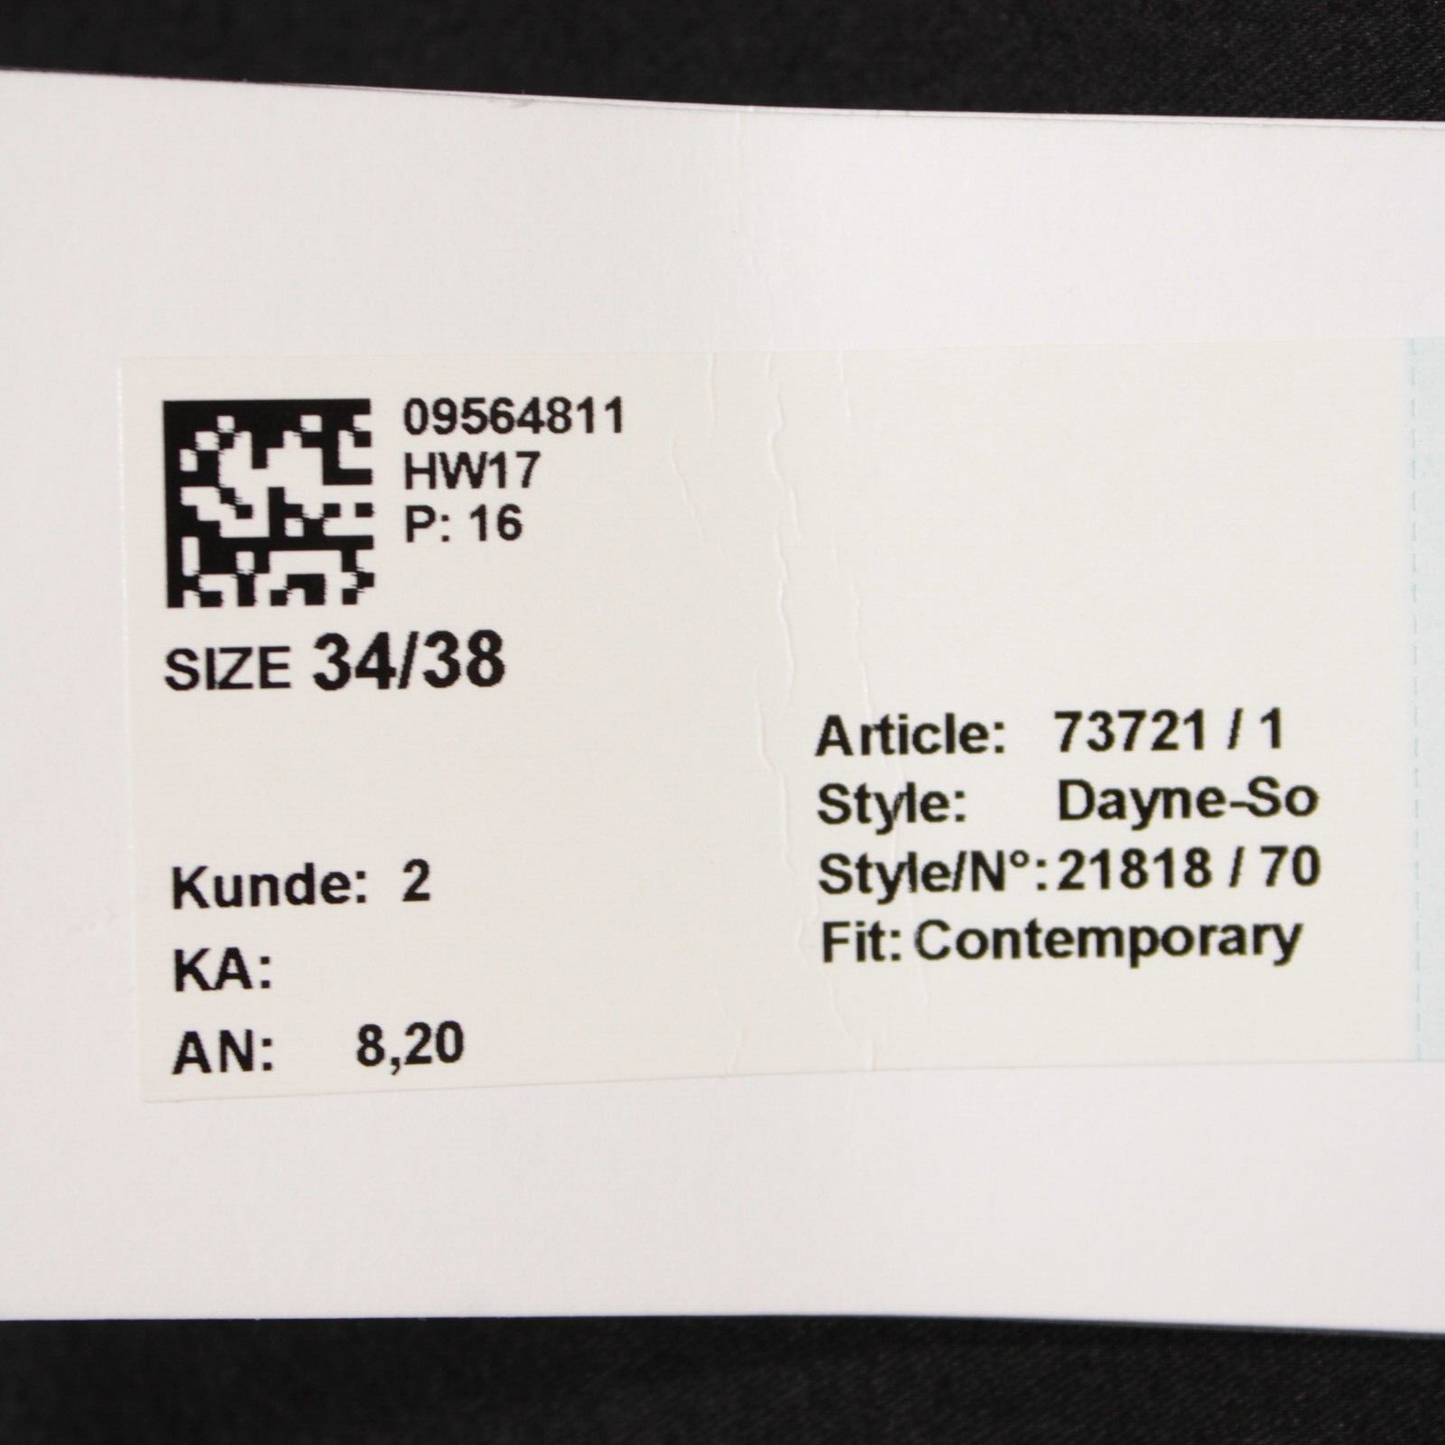 09564811
HW17
P: 16
SIZE 34/38
Kunde: 2
KA:
AN: 8,20
Article: 73721 / 1
Style: Dayne-So
Style/N°: 21818 / 70
Fit: Contemporary